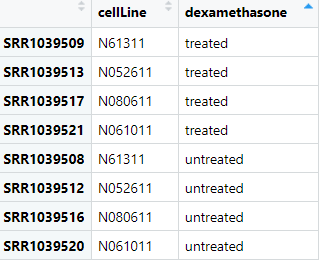 cellLine dexamethasone
SRR1039509 N61311 treated
SRR1039513 N052611 treated
SRR1039517 N080611 treated
SRR1039521 N061011 treated
SRR1039508 N61311 untreated
SRR1039512 N052611 untreated
SRR1039516 N080611 untreated
SRR1039520 N061011 untreated